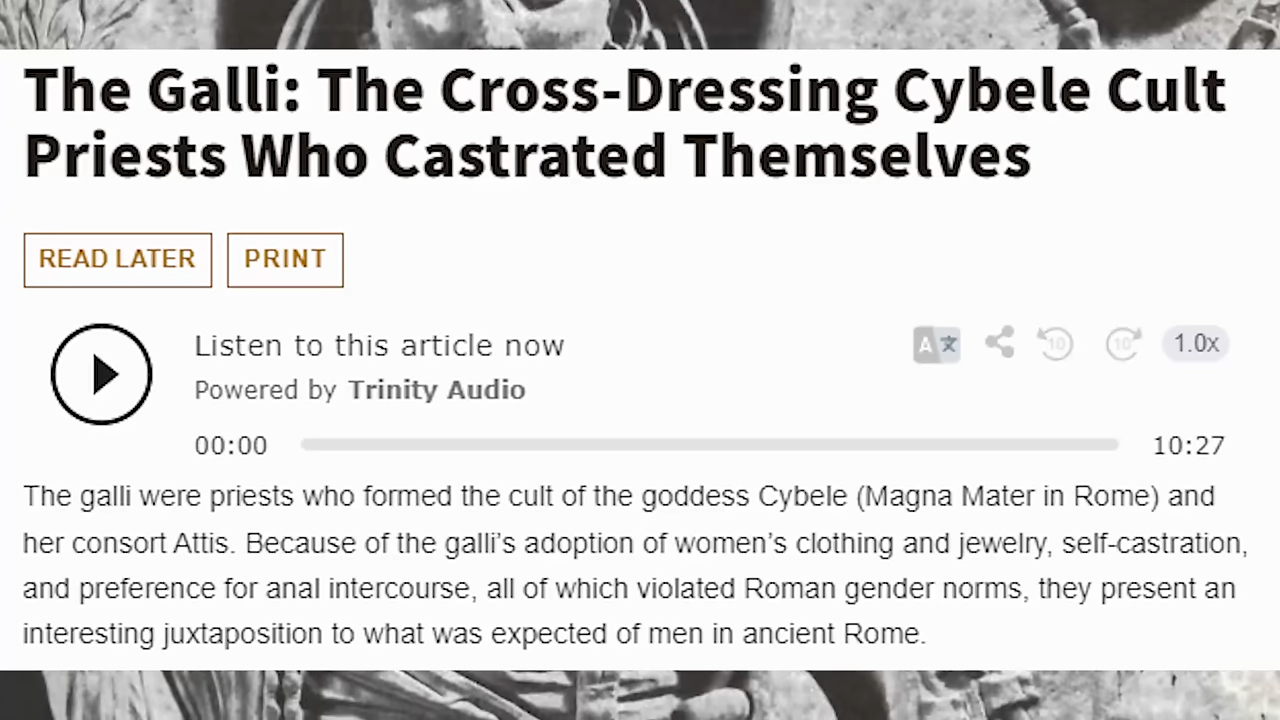 The Galli: The Cross-Dressing Cybele Cult
Priests Who Castrated Themselves
READ LATER
PRINT
Listen to this article now
Powered by Trinity Audio
A 文
10
10
1.0x
00:00
10:27
The galli were priests who formed the cult of the goddess Cybele (Magna Mater in Rome) and
her consort Attis. Because of the galli’s adoption of women’s clothing and jewelry, self-castration,
and preference for anal intercourse, all of which violated Roman gender norms, they present an
interesting juxtaposition to what was expected of men in ancient Rome.